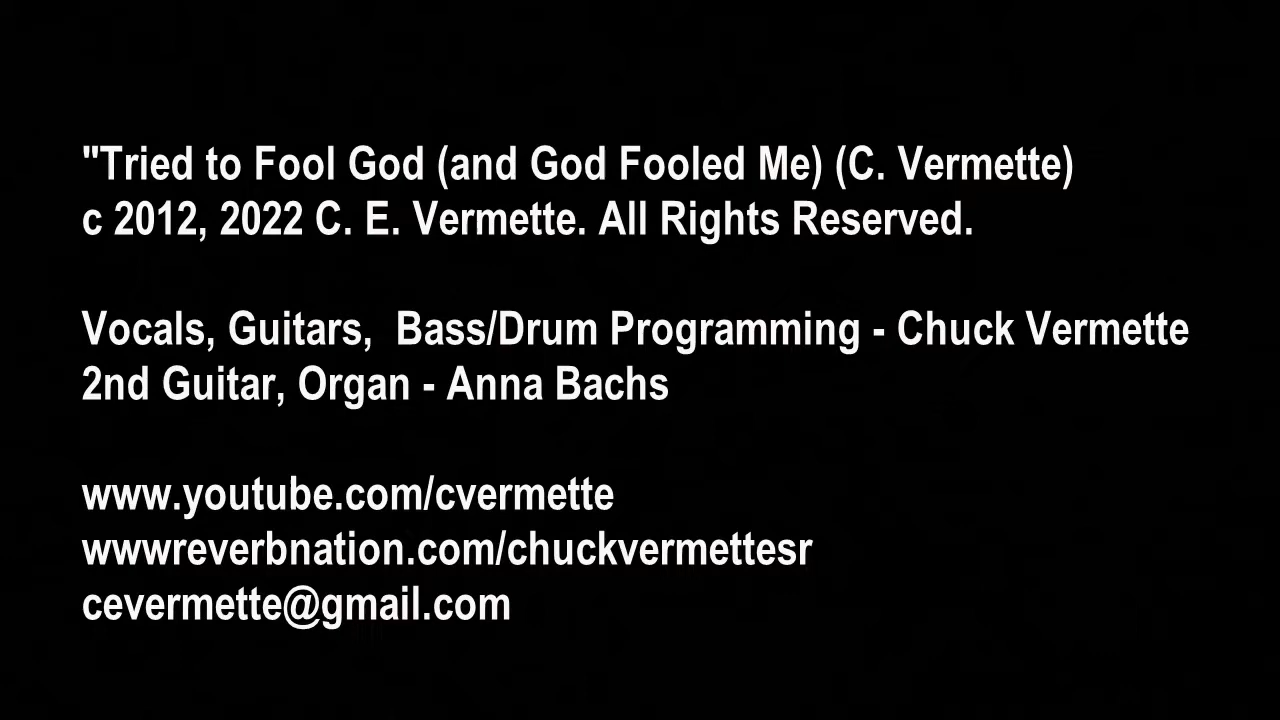 "Tried to Fool God (and God Fooled Me) (C. Vermette)
c 2012, 2022 C. E. Vermette. All Rights Reserved.
Vocals, Guitars,  Bass/Drum Programming - Chuck Vermette
2nd Guitar, Organ - Anna Bachs
www.youtube.com/cvermette
wwwreverbnation.com/chuckvermettesr
cevermette@gmail.com